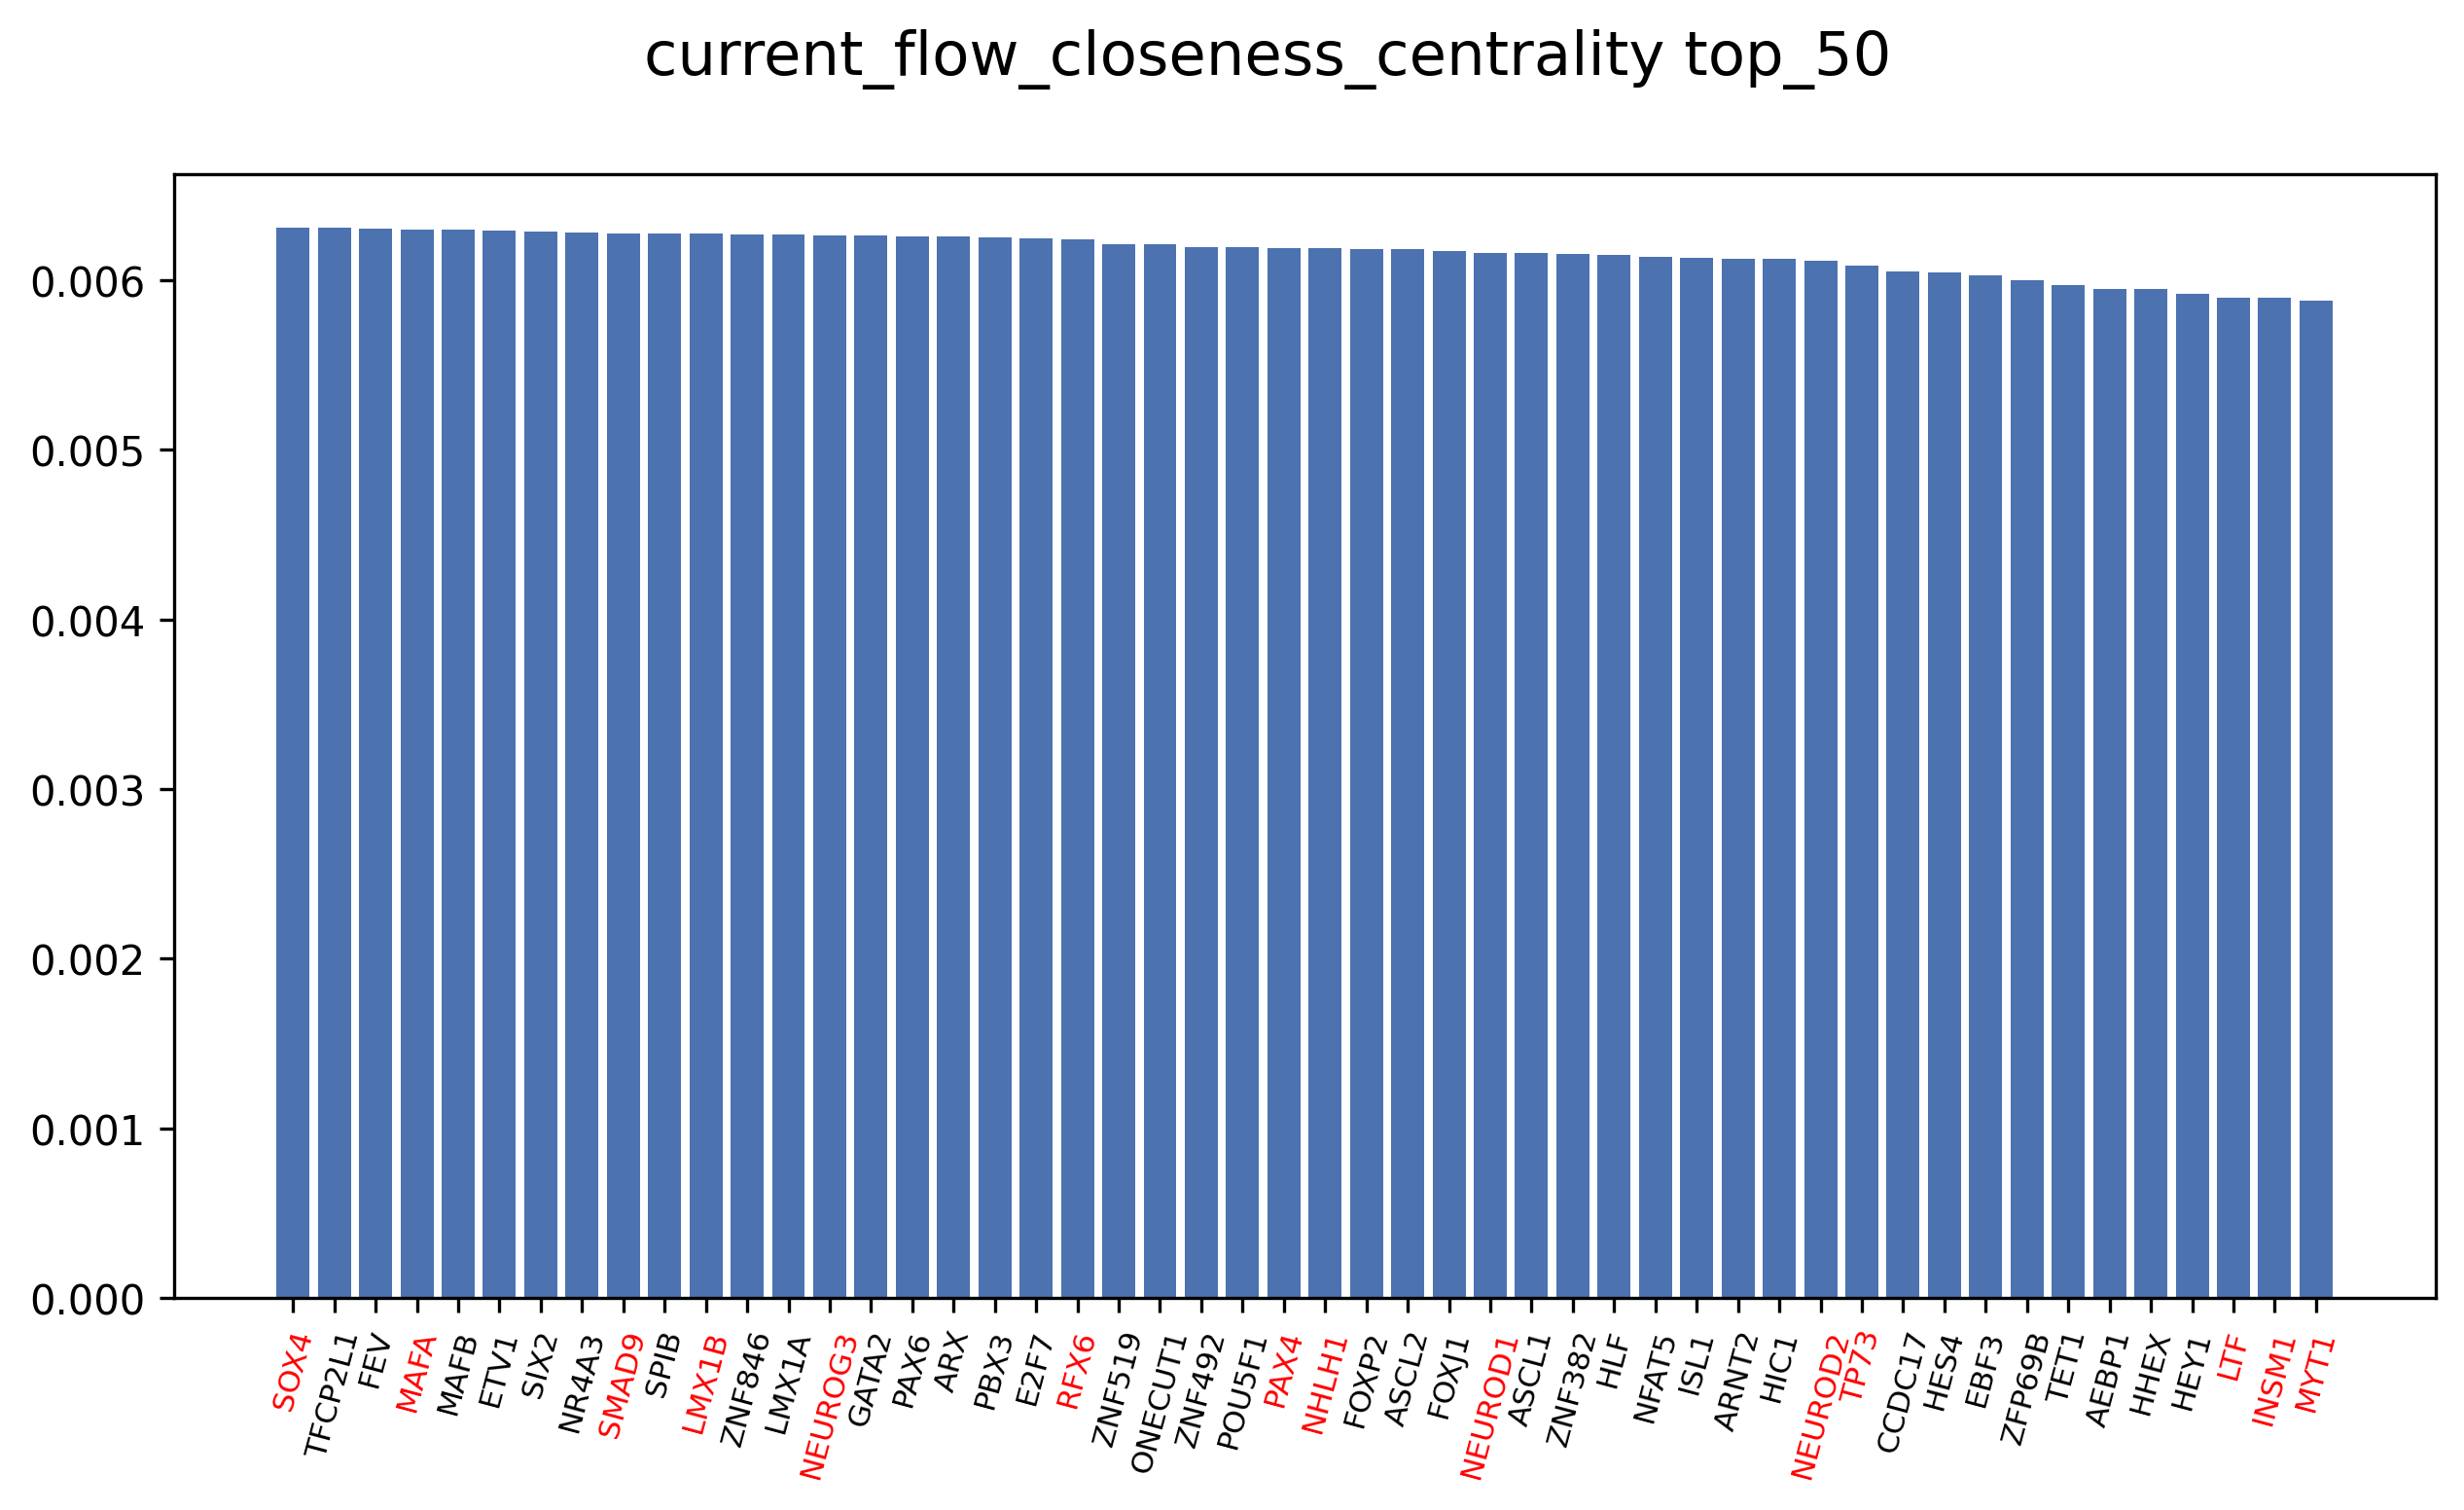 current_flow_closeness_centrality top_50
0.006
0.005
0.004
0.003
0.002
0.001
0.000
SOX4
TFCP2L1
FEV
MAFA
MAFB
ETV1
SIX2
NR4A3
SMAD9
SPIB
LMX1B
ZNF846
LMX1A
NEUROG3
GATA2
PAX6
ARX
PBX3
E2F7
RFX6
ZNF519
ONECUT1
ZNF492
POU5F1
PAX4
NHLH1
FOXP2
ASCL2
FOXJ1
NEUROD1
ASCL1
ZNF382
HLF
NFAT5
ISL1
ARNT2
HIC1
NEUROD2
TP73
CCDC17
HES4
EBF3
ZFP69B
TET1
AEBP1
HHEX
HEY1
LTF
INSM1
MYT1